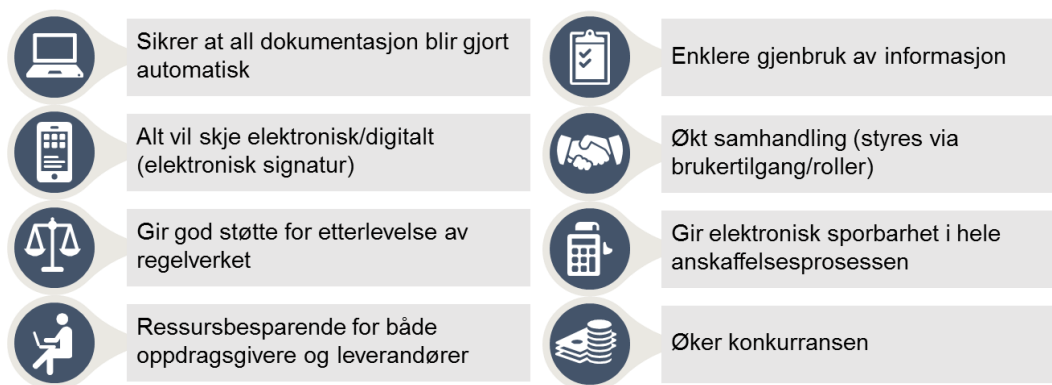 Sikrer at all dokumentasjon blir gjort
automatisk
Alt vil skje elektronisk/digitalt
(elektronisk signatur)
Gir god støtte for etterlevelse av
regelverket
Ressursbesparende for både
oppdragsgivere og leverandører
Enklere gjenbruk av informasjon
Økt samhandling (styres via
brukertilgang/roller)
Gir elektronisk sporbarhet i hele
anskaffelsesprosessen
Øker konkurransen